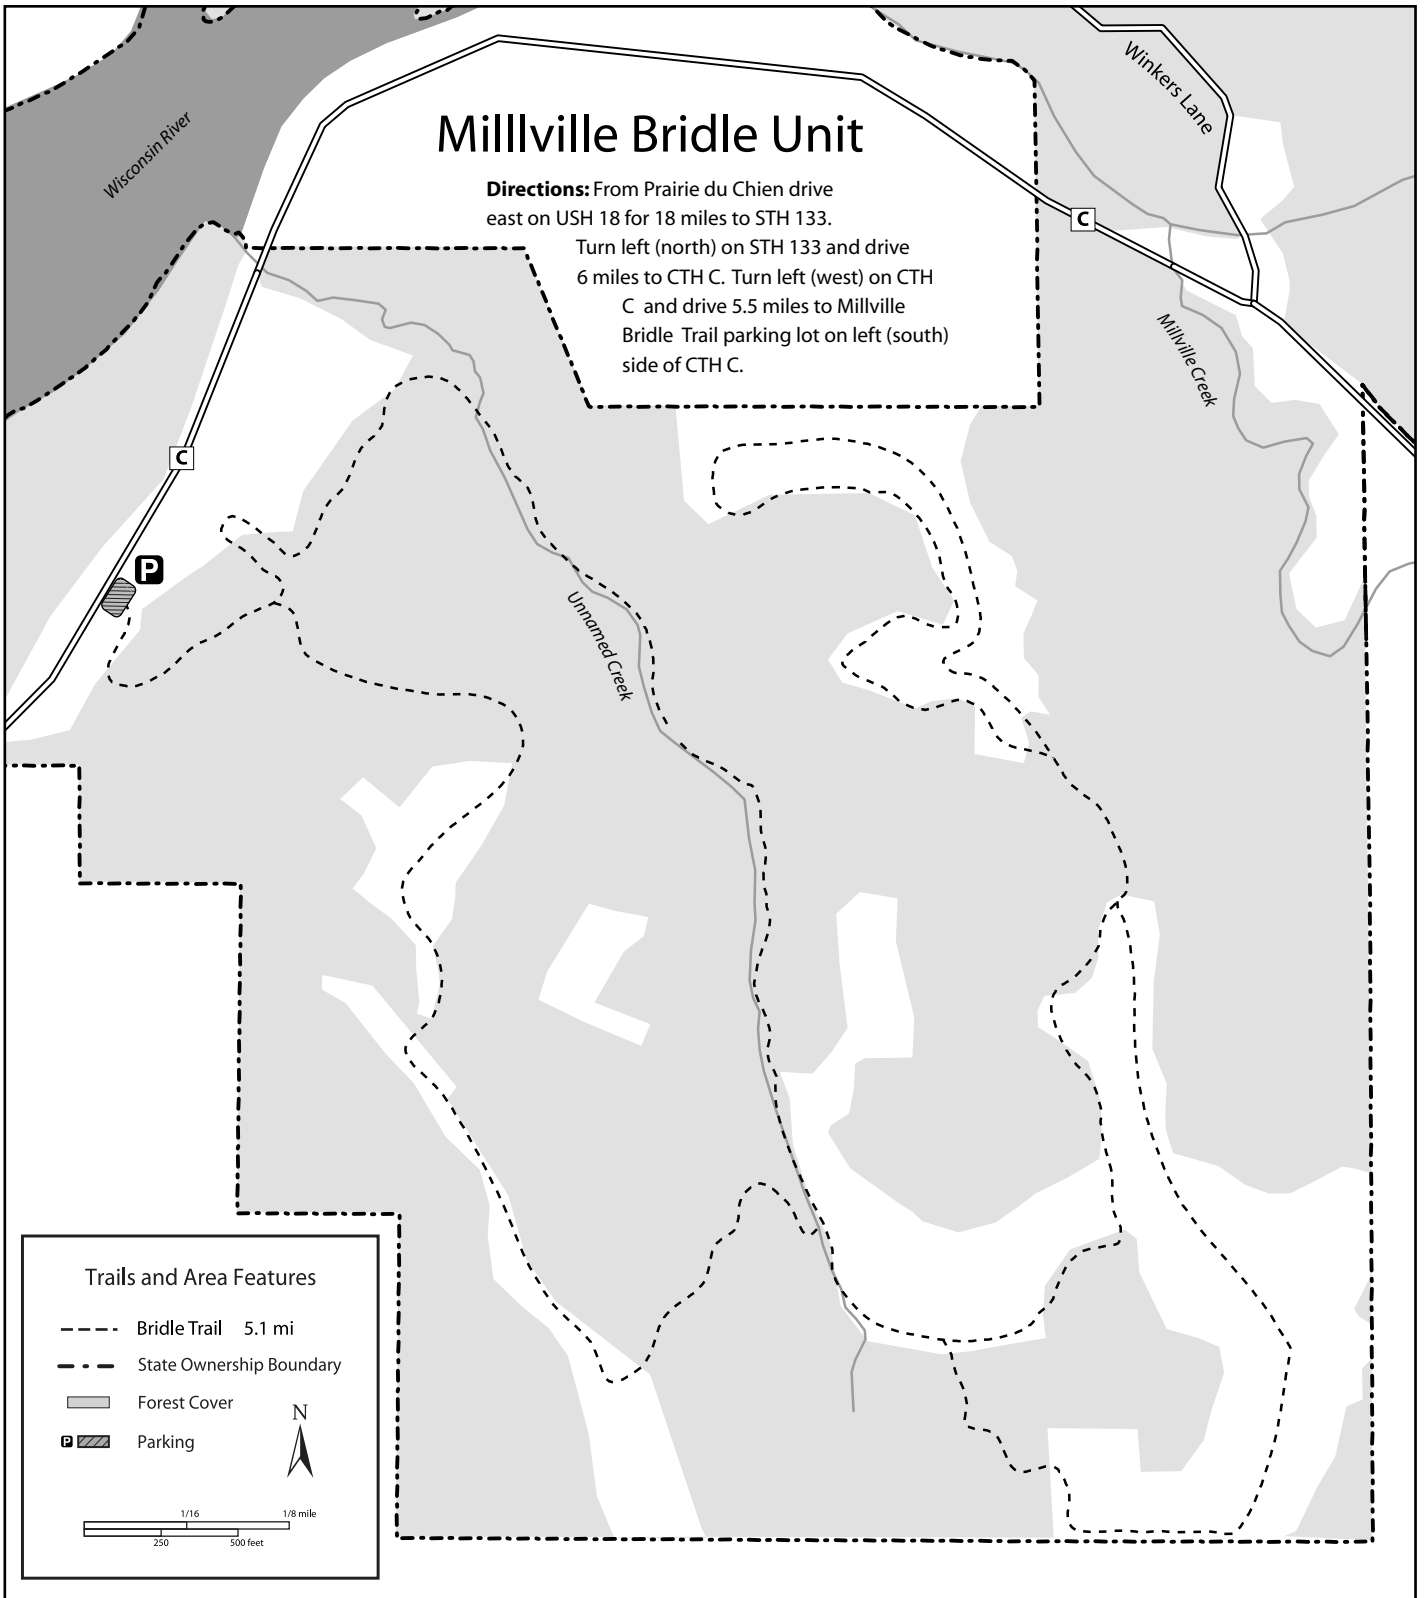 Winkers Lane
Wisconsin River
Milllville Bridle Unit
Directions: From Prairie du Chien drive
east on USH 18 for 18 miles to STH 133.
Turn left (north) on STH 133 and drive
6 miles to CTH C. Turn left (west) on CTH
C and drive 5.5 miles to Millville
Bridle Trail parking lot on left (south)
side of CTH C.
C
Millville Creek
C
P
Unnamed Creek
Trails and Area Features
Bridle Trail 5.1 mi
State Ownership Boundary
Forest Cover
N
P Parking
1/16 1/8 mile
250 500 feet